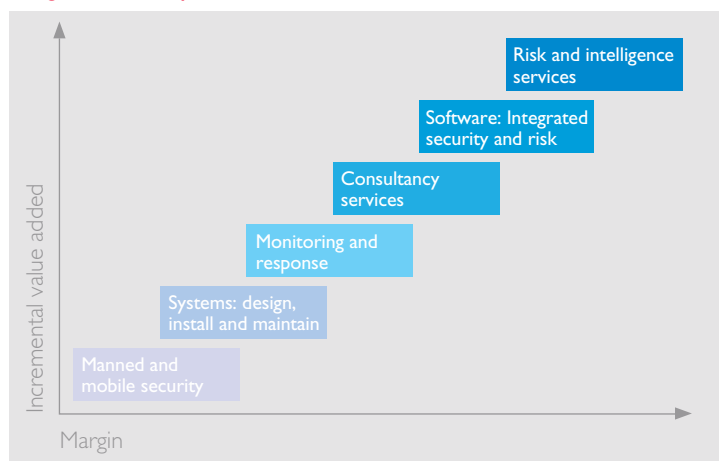 Risk and intelligence
services
Software: Integrated
security and risk
Consultancy
services
Monitoring and
response
Systems: design,
install and maintain
Manned and
mobile security
Incremental value added
Margin